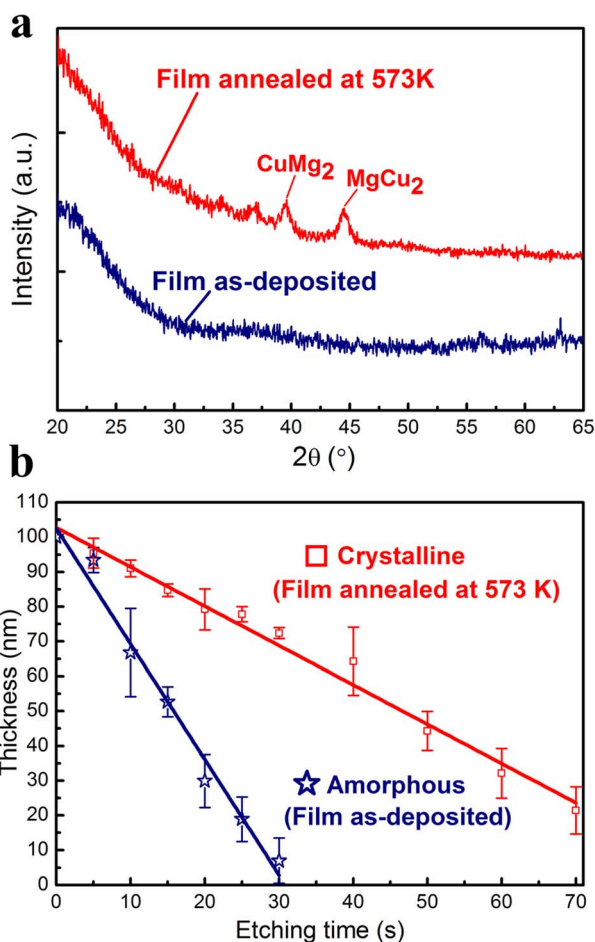 a
Intensity (a.u.)
Film annealed at 573K
CuMg2
MgCu2
Film as-deposited
20 25 30 35 40 45 50 55 60 65
2θ (°)
b
Thickness (nm)
110
100
90
80
70
60
50
40
30
20
10
0
Crystalline
(Film annealed at 573 K)
Amorphous
(Film as-deposited)
0 10 20 30 40 50 60 70
Etching time (s)